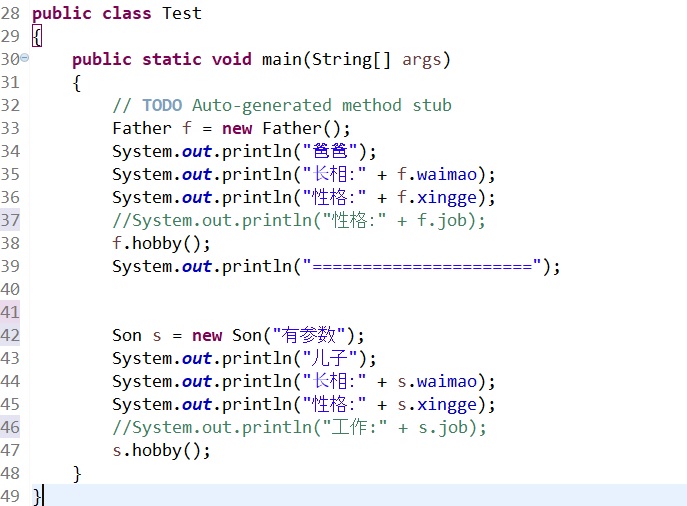 28 public class Test
29 {
30 public static void main(String[] args)
31 {
32 // TODO Auto-generated method stub
33 Father f = new Father();
34 System.out.println("爸爸");
35 System.out.println("长相:" + f.waimao);
36 System.out.println("性格:" + f.xingge);
37 //System.out.println("性格:" + f.job);
38 f.hobby();
39 System.out.println("======================");
40
41
42 Son s = new Son("有参数");
43 System.out.println("儿子");
44 System.out.println("长相:" + s.waimao);
45 System.out.println("性格:" + s.xingge);
46 //System.out.println("工作:" + s.job);
47 s.hobby();
48 }
49 }